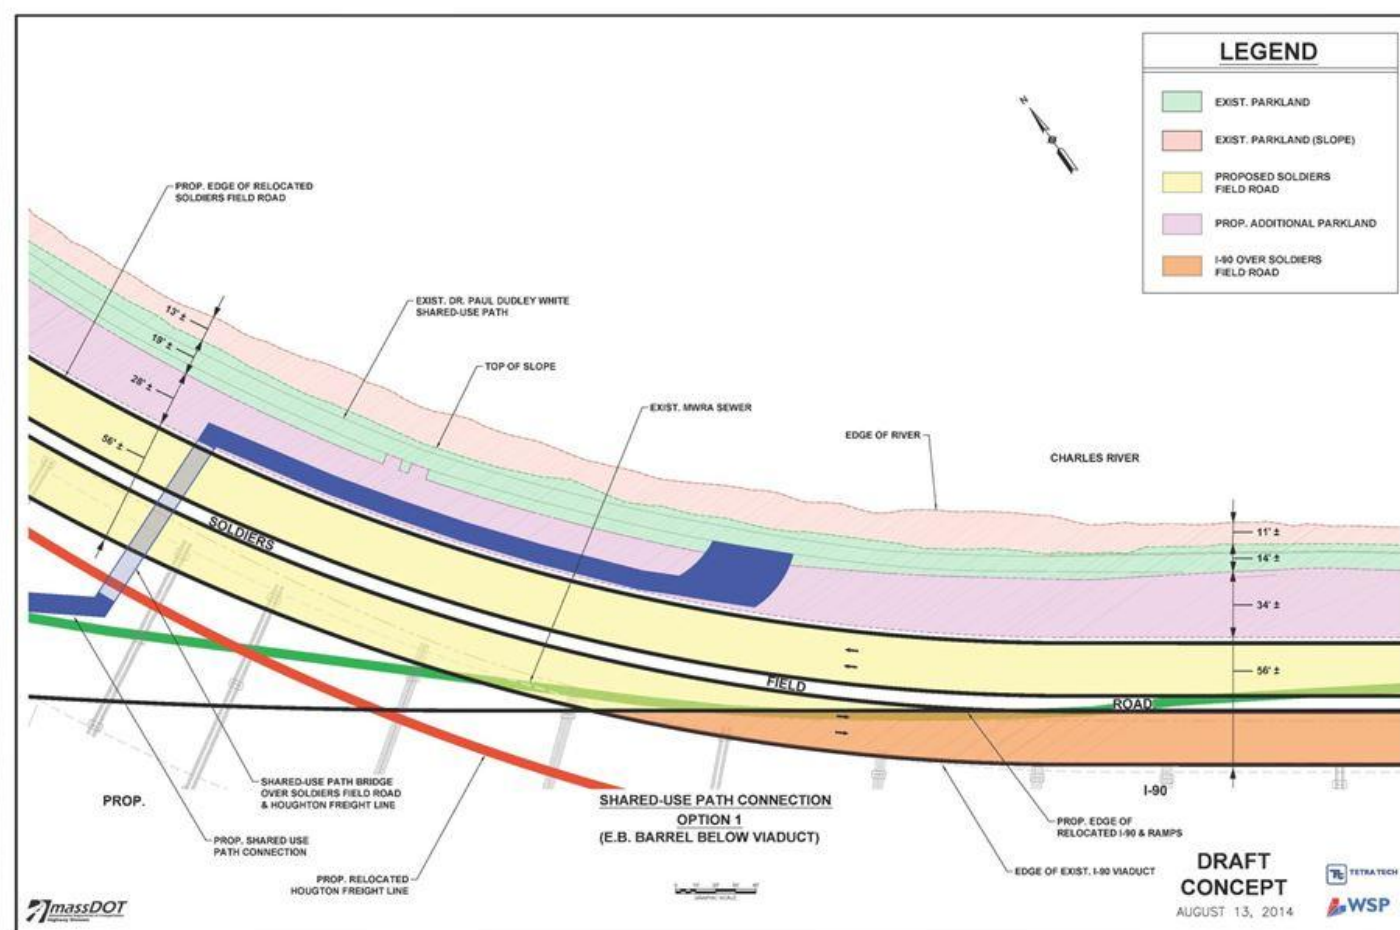 LEGEND
EXIST. PARKLAND
EXIST. PARKLAND (SLOPE)
PROPOSED SOLDIERS
FIELD ROAD
PROP. ADDITIONAL PARKLAND
I-90 OVER SOLDIERS
FIELD ROAD
N
PROP. EDGE OF RELOCATED
SOLDIERS FIELD ROAD
EXIST. DR. PAUL DUDLEY WHITE
SHARED-USE PATH
TOP OF SLOPE
EXIST. MWRA SEWER
EDGE OF RIVER
CHARLES RIVER
13' ±
19' ±
28' ±
56' ±
11' ±
14' ±
34' ±
56' ±
SOLDIERS
FIELD
ROAD
PROP.
SHARED-USE PATH BRIDGE
OVER SOLDIERS FIELD ROAD
& HOUGHTON FREIGHT LINE
PROP. SHARED USE
PATH CONNECTION
PROP. RELOCATED
HOUGTON FREIGHT LINE
SHARED-USE PATH CONNECTION
OPTION 1
(E.B. BARREL BELOW VIADUCT)
I-90
PROP. EDGE OF
RELOCATED I-90 & RAMPS
EDGE OF EXIST. I-90 VIADUCT
GRAPHIC SCALE
DRAFT
CONCEPT
AUGUST 13, 2014
massDOT
Highway Division
TETRA TECH
WSP